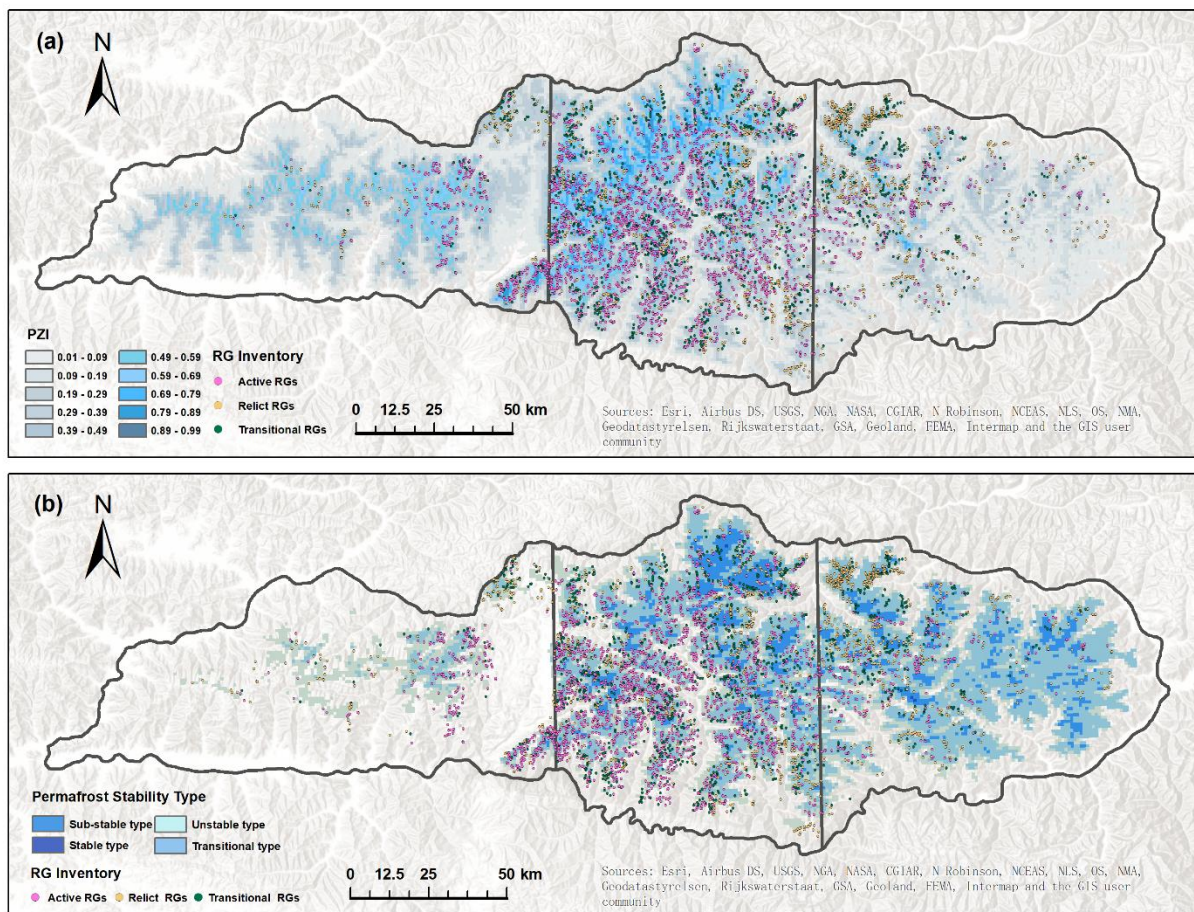 (a)
N
PZI
0.01 - 0.09
0.49 - 0.59
0.09 - 0.19
0.59 - 0.69
0.19 - 0.29
0.69 - 0.79
0.29 - 0.39
0.79 - 0.89
0.39 - 0.49
0.89 - 0.99
RG Inventory
Active RGs
Relict RGs
Transitional RGs
0 12.5 25 50 km
Sources: Esri, Airbus DS, USGS, NGA, NASA, CGIAR, N Robinson, NCEAS, NLS, OS, NMA,
Geodatastyrelsen, Rijkswaterstaat, GSA, Geoland, FEMA, Intermap and the GIS user
community
(b)
N
Permafrost Stability Type
Sub-stable type
Unstable type
Stable type
Transitional type
RG Inventory
Active RGs Relict RGs Transitional RGs
0 12.5 25 50 km
Sources: Esri, Airbus DS, USGS, NGA, NASA, CGIAR, N Robinson, NCEAS, NLS, OS, NMA,
Geodatastyrelsen, Rijkswaterstaat, GSA, Geoland, FEMA, Intermap and the GIS user
community